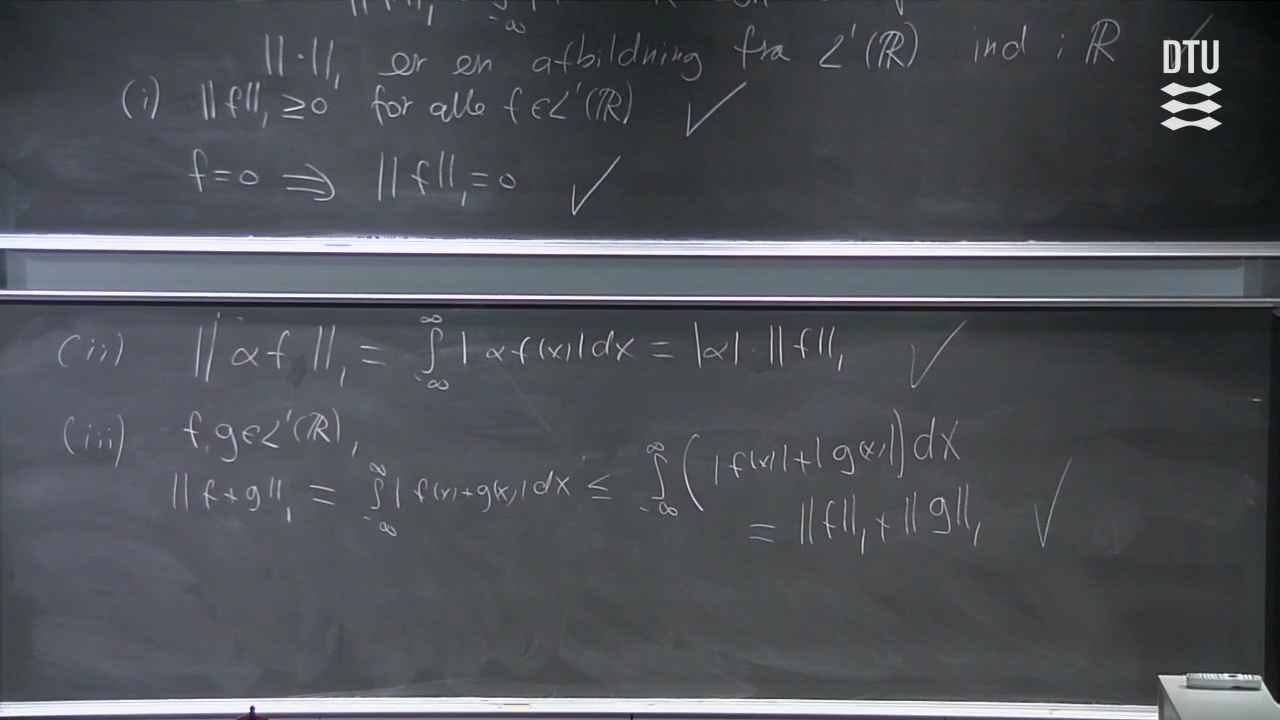 ||·||₁ er en afbildning fra L¹(ℝ) ind i ℝ ✓
DTU
(i) ||f||₁ ≥ 0 for alle f ∈ L¹(ℝ) ✓
f = 0 ⇒ ||f||₁ = 0 ✓
(ii) ||αf||₁ = ∫_{-∞}^{∞} |αf(x)|dx = |α|·||f||₁ ✓
(iii) f, g ∈ L¹(ℝ),
||f+g||₁ = ∫_{-∞}^{∞} |f(x)+g(x)|dx ≤ ∫_{-∞}^{∞} (|f(x)|+|g(x)|)dx
= ||f||₁ + ||g||₁ ✓